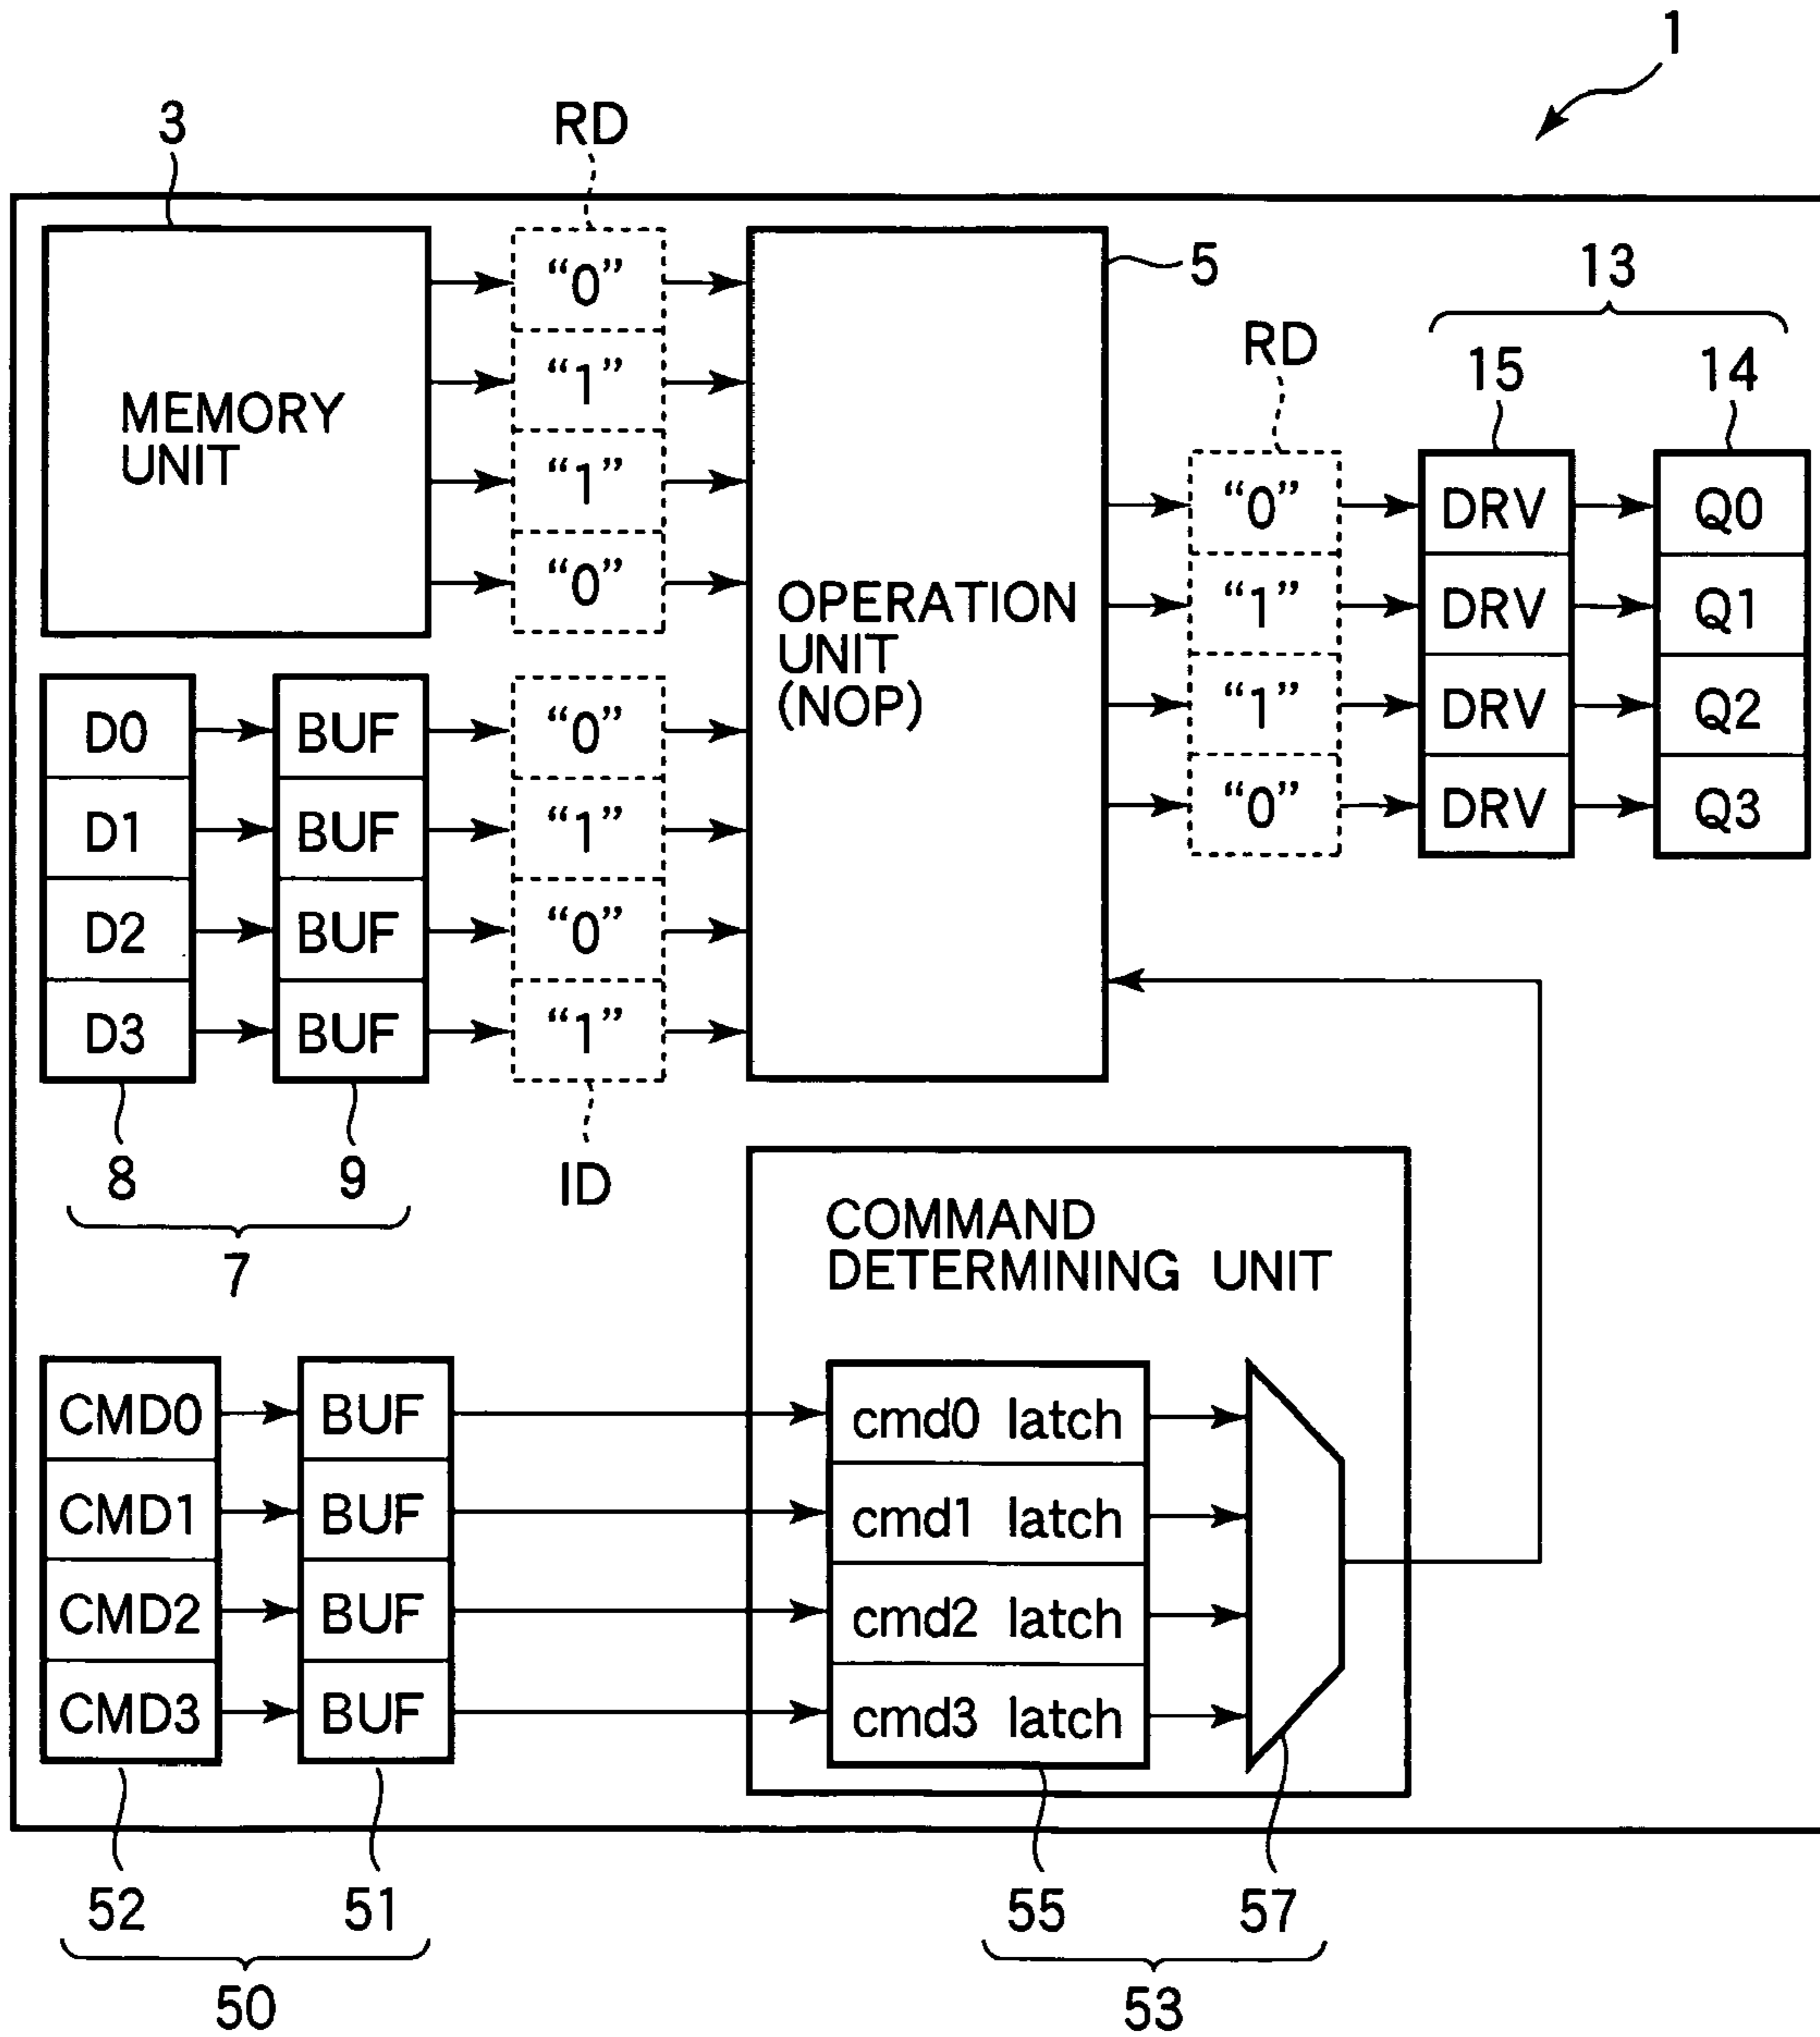 1
3
RD
MEMORY
UNIT
“0”
“1”
“1”
“0”
5
OPERATION
UNIT
(NOP)
13
RD
15
14
“0”
“1”
“1”
“0”
DRV
DRV
DRV
DRV
Q0
Q1
Q2
Q3
D0
D1
D2
D3
BUF
BUF
BUF
BUF
“0”
“1”
“0”
“1”
8
9
ID
7
COMMAND
DETERMINING UNIT
CMD0
CMD1
CMD2
CMD3
BUF
BUF
BUF
BUF
cmd0 latch
cmd1 latch
cmd2 latch
cmd3 latch
52
51
55
57
50
53